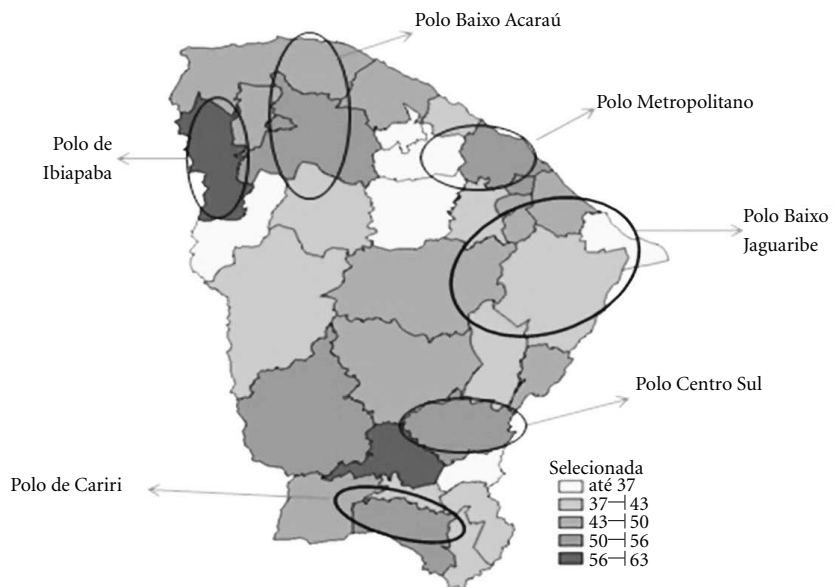 Polo Baixo Acaraú
Polo Metropolitano
Polo de
Ibiapaba
Polo Baixo
Jaguaribe
Polo Centro Sul
Polo de Cariri
Selecionada
até 37
37⊣43
43⊣50
50⊣56
56⊣63